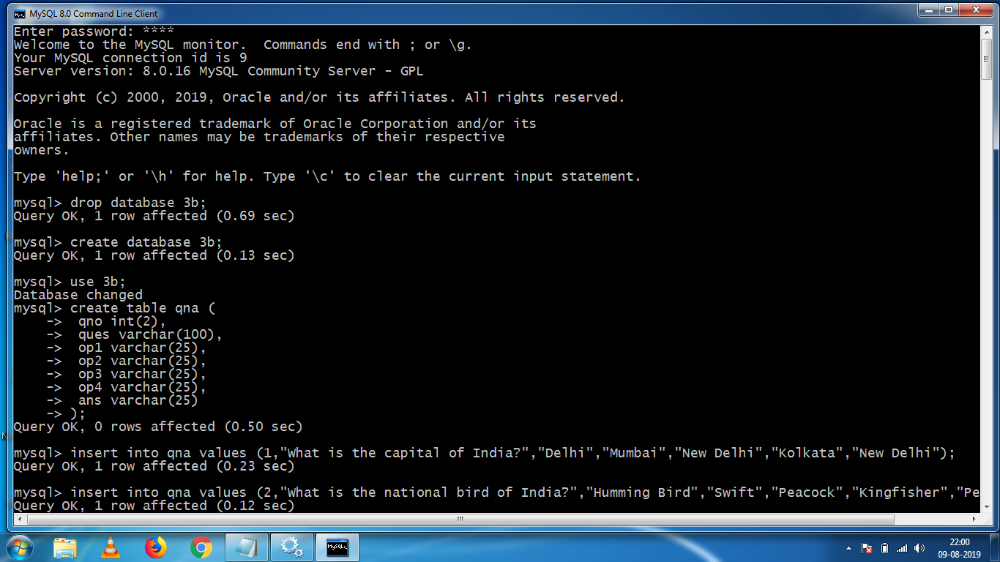 MySQL 8.0 Command Line Client
Enter password: ****
Welcome to the MySQL monitor.  Commands end with ; or \g.
Your MySQL connection id is 9
Server version: 8.0.16 MySQL Community Server - GPL
Copyright (c) 2000, 2019, Oracle and/or its affiliates. All rights reserved.
Oracle is a registered trademark of Oracle Corporation and/or its
affiliates. Other names may be trademarks of their respective
owners.
Type 'help;' or '\h' for help. Type '\c' to clear the current input statement.
mysql> drop database 3b;
Query OK, 1 row affected (0.69 sec)
mysql> create database 3b;
Query OK, 1 row affected (0.13 sec)
mysql> use 3b;
Database changed
mysql> create table qna (
    ->  qno int(2),
    ->  ques varchar(100),
    ->  op1 varchar(25),
    ->  op2 varchar(25),
    ->  op3 varchar(25),
    ->  op4 varchar(25),
    ->  ans varchar(25)
    -> );
Query OK, 0 rows affected (0.50 sec)
mysql> insert into qna values (1,"What is the capital of India?","Delhi","Mumbai","New Delhi","Kolkata","New Delhi");
Query OK, 1 row affected (0.23 sec)
mysql> insert into qna values (2,"What is the national bird of India?","Humming Bird","Swift","Peacock","Kingfisher","Pe
Query OK, 1 row affected (0.12 sec)
22:00
09-08-2019